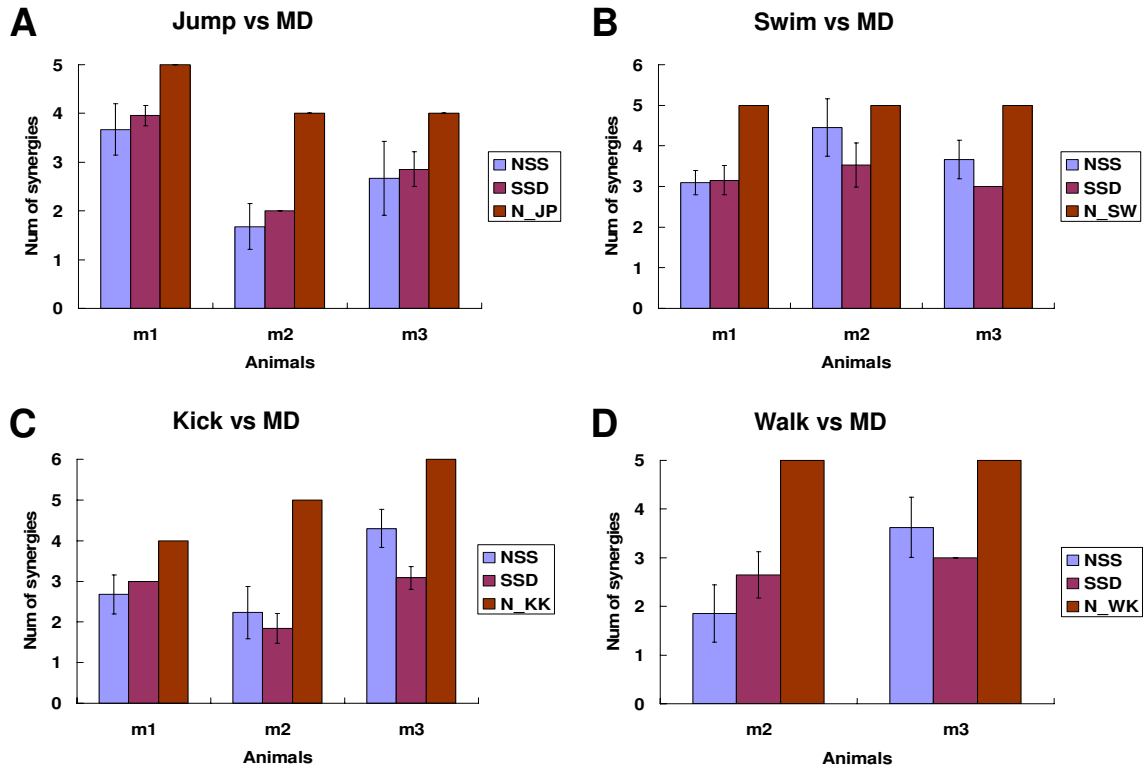 A
Jump vs MD
Num of synergies
5
4
3
2
1
0
m1 m2 m3
Animals
NSS
SSD
N_JP
B
Swim vs MD
Num of synergies
6
5
4
3
2
1
0
m1 m2 m3
Animals
NSS
SSD
N_SW
C
Kick vs MD
Num of synergies
6
5
4
3
2
1
0
m1 m2 m3
Animals
NSS
SSD
N_KK
D
Walk vs MD
Num of synergies
5
4
3
2
1
0
m2 m3
Animals
NSS
SSD
N_WK